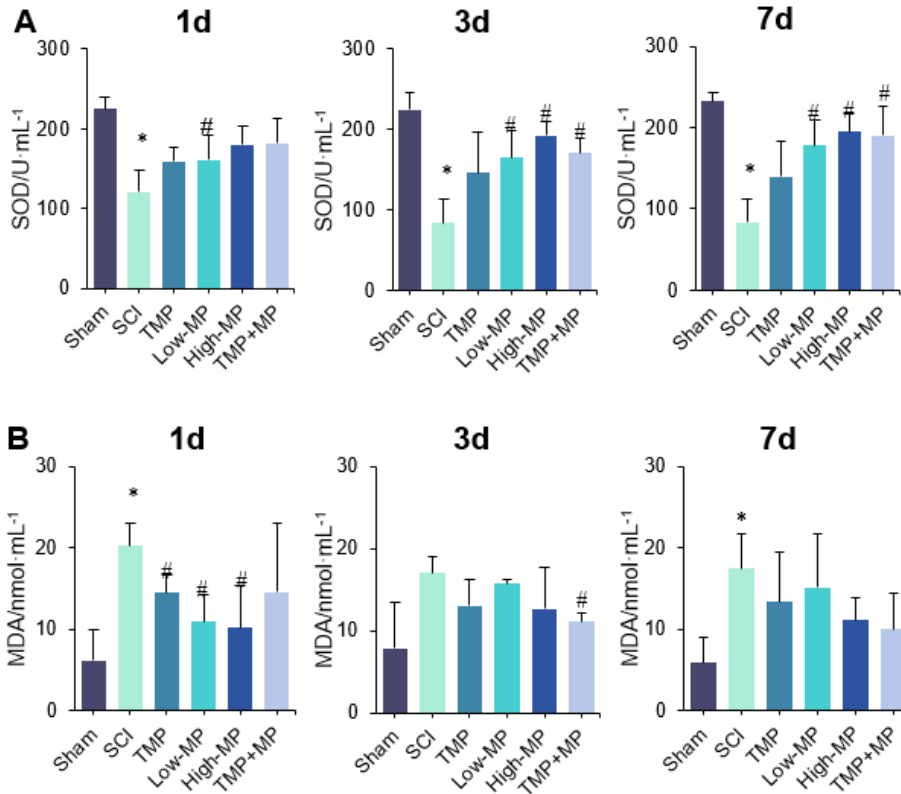 A
1d
3d
7d
SOD/U·mL-1
300
200
100
0
*
#
Sham
SCI
TMP
Low-MP
High-MP
TMP+MP
SOD/U·mL-1
300
200
100
0
*
#
#
#
Sham
SCI
TMP
Low-MP
High-MP
TMP+MP
SOD/U·mL-1
300
200
100
0
*
#
#
#
Sham
SCI
TMP
Low-MP
High-MP
TMP+MP
B
1d
3d
7d
MDA/nmol·mL-1
30
20
10
0
*
#
#
#
Sham
SCI
TMP
Low-MP
High-MP
TMP+MP
MDA/nmol·mL-1
30
20
10
0
#
Sham
SCI
TMP
Low-MP
High-MP
TMP+MP
MDA/nmol·mL-1
30
20
10
0
*
Sham
SCI
TMP
Low-MP
High-MP
TMP+MP